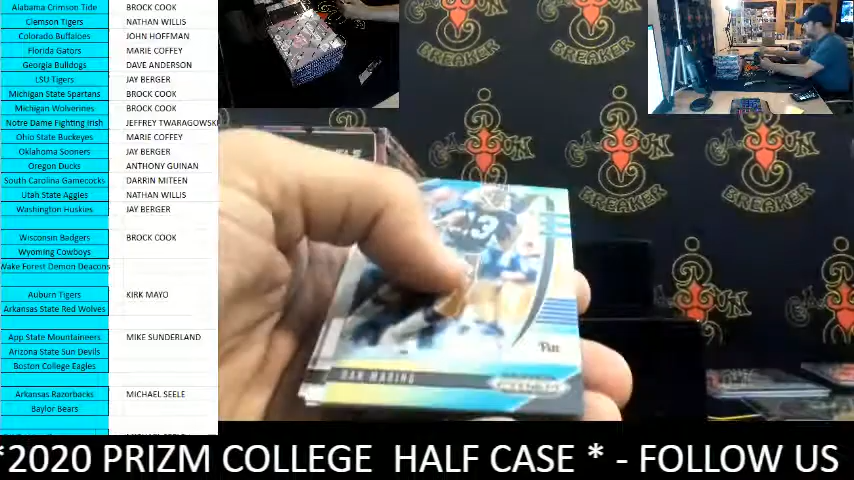 Alabama Crimson Tide BROCK COOK
Clemson Tigers NATHAN WILLIS
Colorado Buffaloes JOHN HOFFMAN
Florida Gators MARIE COFFEY
Georgia Bulldogs DAVE ANDERSON
LSU Tigers JAY BERGER
Michigan State Spartans BROCK COOK
Michigan Wolverines BROCK COOK
Notre Dame Fighting Irish JEFFREY TWARAGOWSKI
Ohio State Buckeyes MARIE COFFEY
Oklahoma Sooners JAY BERGER
Oregon Ducks ANTHONY GUINAN
South Carolina Gamecocks DARRIN MITEEN
Utah State Aggies NATHAN WILLIS
Washington Huskies JAY BERGER
Wisconsin Badgers BROCK COOK
Wyoming Cowboys
Wake Forest Demon Deacons
Auburn Tigers KIRK MAYO
Arkansas State Red Wolves
App State Mountaineers MIKE SUNDERLAND
Arizona State Sun Devils
Boston College Eagles
Arkansas Razorbacks MICHAEL SEELE
Baylor Bears
BREAKER
BREAKER
BREAKER
BREAKER
BREAKER
13
Pitt
DAN MARINO
*2020 PRIZM COLLEGE HALF CASE * - FOLLOW US